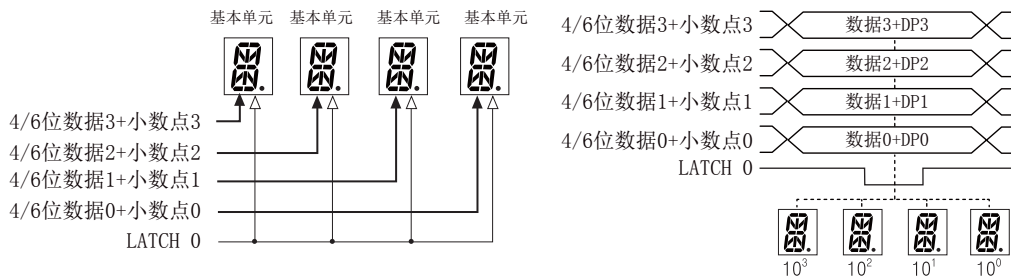 基本单元 基本单元 基本单元 基本单元
4/6位数据3+小数点3
4/6位数据2+小数点2
4/6位数据1+小数点1
4/6位数据0+小数点0
LATCH 0
4/6位数据3+小数点3 数据3+DP3
4/6位数据2+小数点2 数据2+DP2
4/6位数据1+小数点1 数据1+DP1
4/6位数据0+小数点0 数据0+DP0
LATCH 0
10³ 10² 10¹ 10⁰